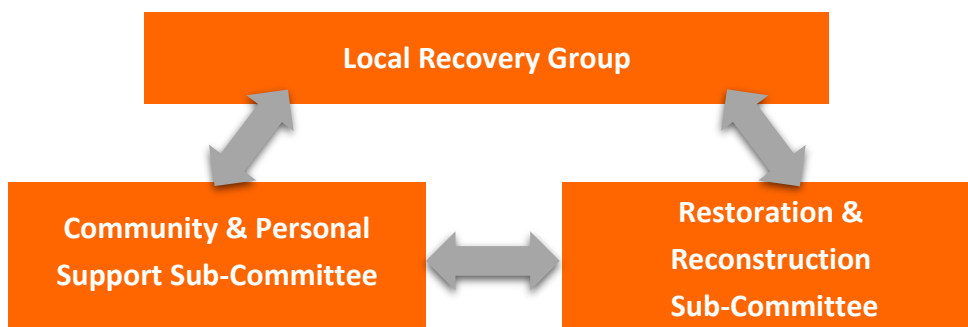 Local Recovery Group
Community & Personal
Support Sub-Committee
Restoration &
Reconstruction
Sub-Committee